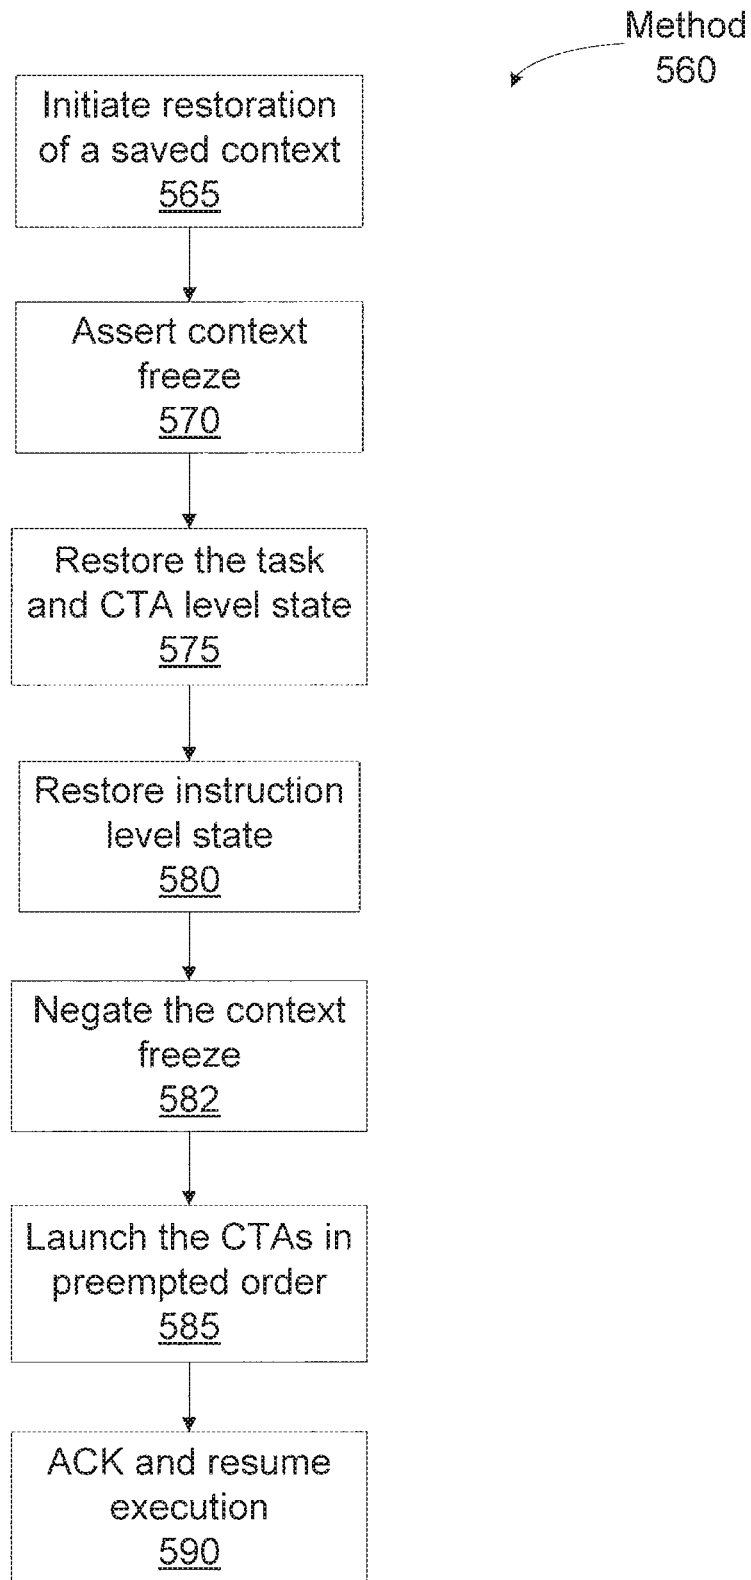 Method
560
Initiate restoration
of a saved context
565
Assert context
freeze
570
Restore the task
and CTA level state
575
Restore instruction
level state
580
Negate the context
freeze
582
Launch the CTAs in
preempted order
585
ACK and resume
execution
590